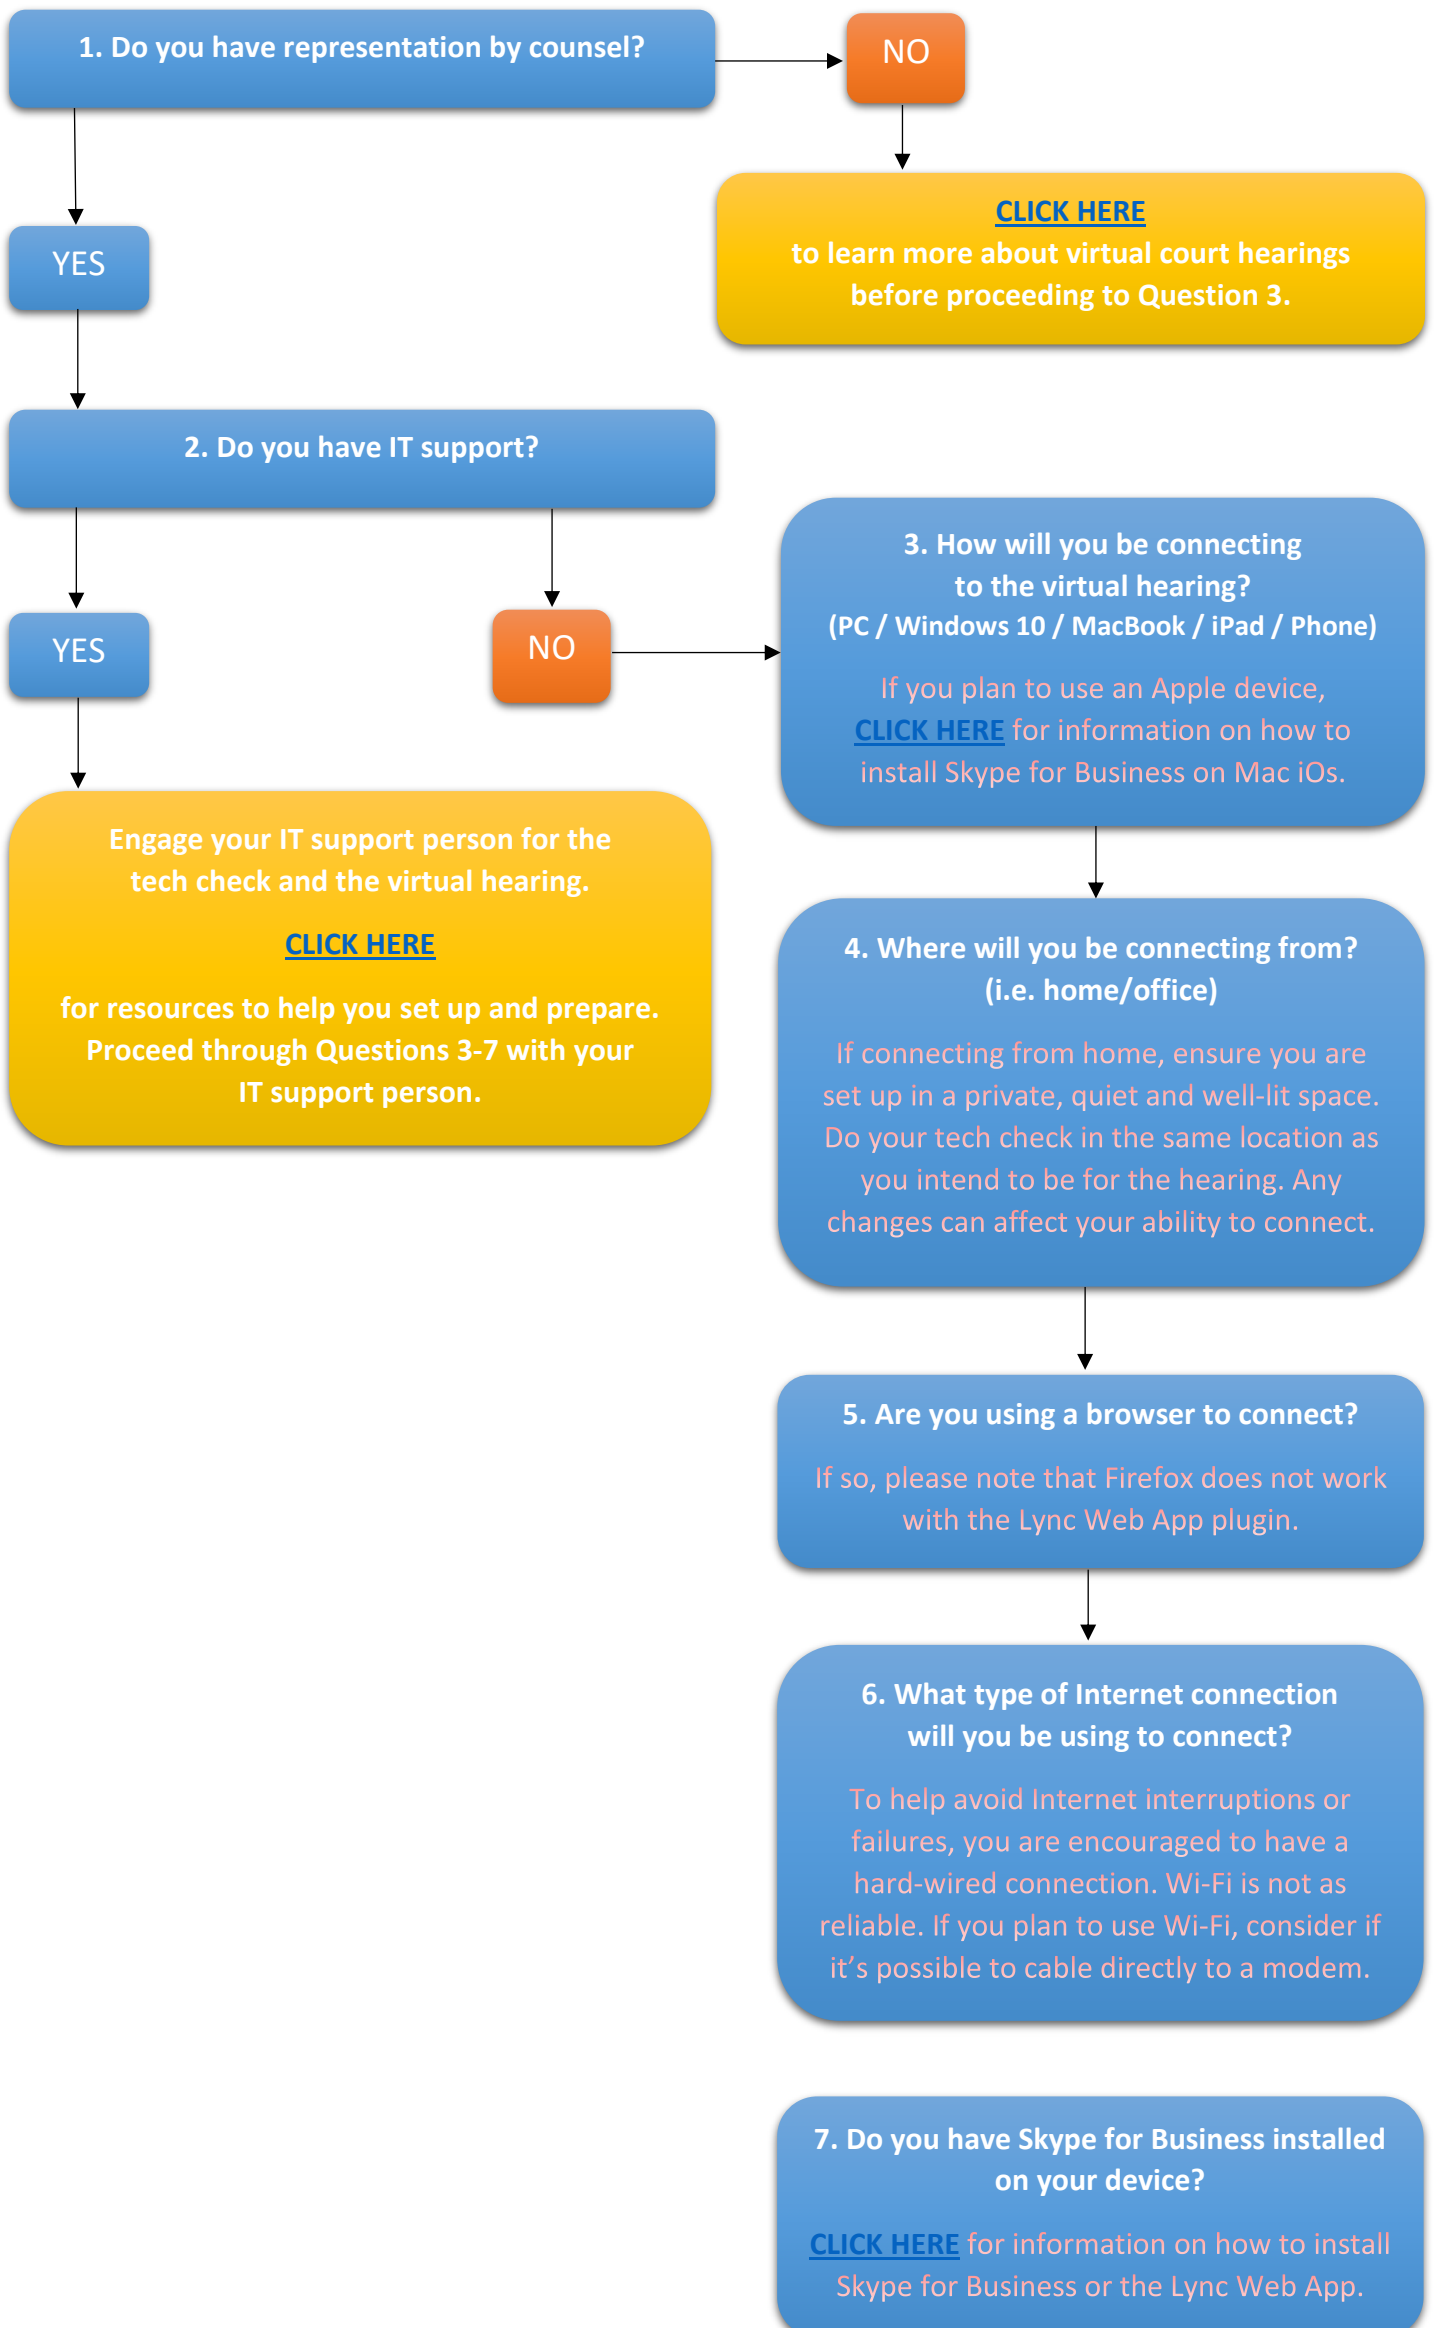 1. Do you have representation by counsel?
NO
CLICK HERE
to learn more about virtual court hearings
before proceeding to Question 3.
YES
2. Do you have IT support?
YES
NO
Engage your IT support person for the
tech check and the virtual hearing.
CLICK HERE
for resources to help you set up and prepare.
Proceed through Questions 3-7 with your
IT support person.
3. How will you be connecting
to the virtual hearing?
(PC / Windows 10 / MacBook / iPad / Phone)
If you plan to use an Apple device,
CLICK HERE for information on how to
install Skype for Business on Mac iOs.
4. Where will you be connecting from?
(i.e. home/office)
If connecting from home, ensure you are
set up in a private, quiet and well-lit space.
Do your tech check in the same location as
you intend to be for the hearing. Any
changes can affect your ability to connect.
5. Are you using a browser to connect?
If so, please note that Firefox does not work
with the Lync Web App plugin.
6. What type of Internet connection
will you be using to connect?
To help avoid Internet interruptions or
failures, you are encouraged to have a
hard-wired connection. Wi-Fi is not as
reliable. If you plan to use Wi-Fi, consider if
it’s possible to cable directly to a modem.
7. Do you have Skype for Business installed
on your device?
CLICK HERE for information on how to install
Skype for Business or the Lync Web App.